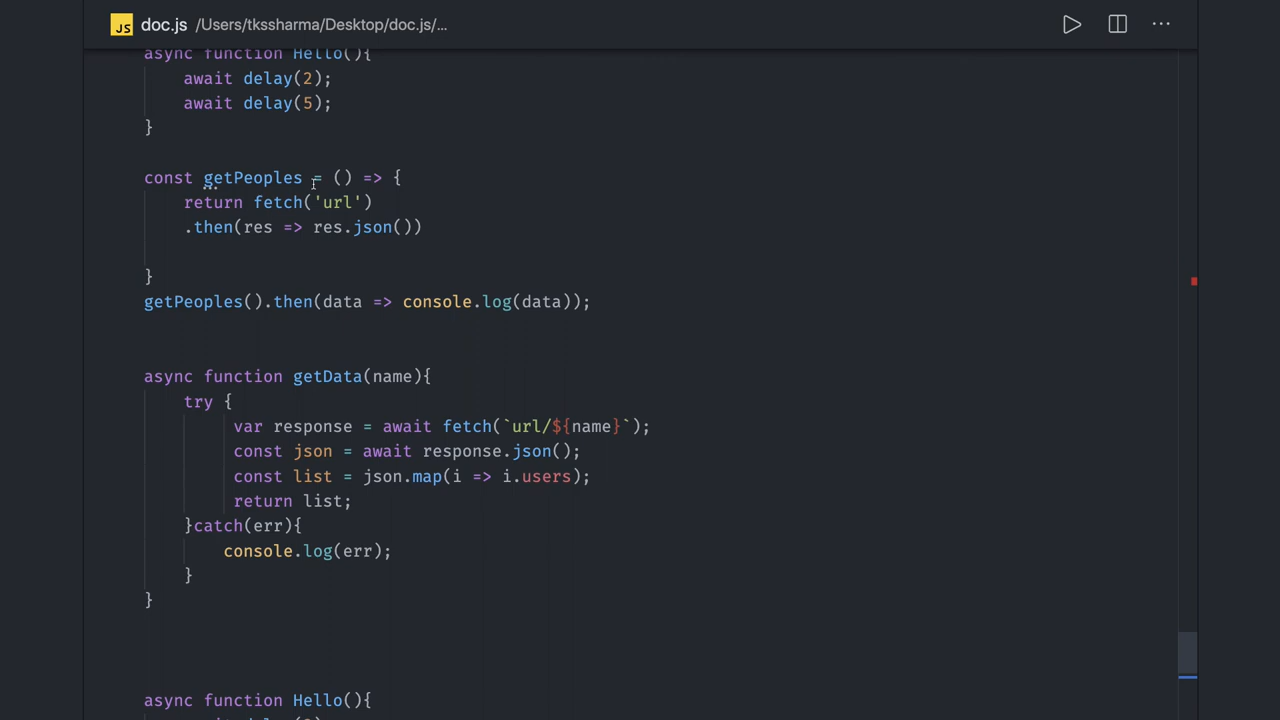 JS doc.js /Users/tkssharma/Desktop/doc.js/...
async function Hello(){
await delay(2);
await delay(5);
}
const getPeoples = () => {
return fetch('url')
.then(res => res.json())
}
getPeoples().then(data => console.log(data));
async function getData(name){
try {
var response = await fetch(`url/${name}`);
const json = await response.json();
const list = json.map(i => i.users);
return list;
}catch(err){
console.log(err);
}
}
async function Hello(){